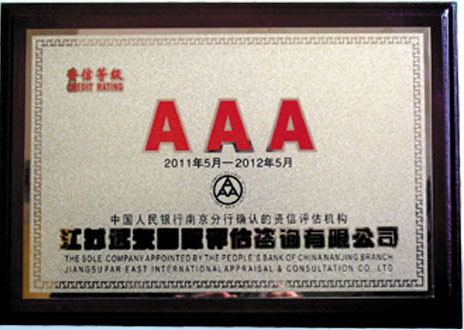 资信等级
CREDIT RATING
AAA
2011年5月—2012年5月
中国人民银行南京分行确认的资信评估机构
江苏远东国际评估咨询有限公司
THE SOLE COMPANY APPOINTED BY THE PEOPLE'S BANK OF CHINA NANJING BRANCH
JIANGSU FAR EAST INTERNATIONAL APPRAISAL & CONSULTATION CO LTD